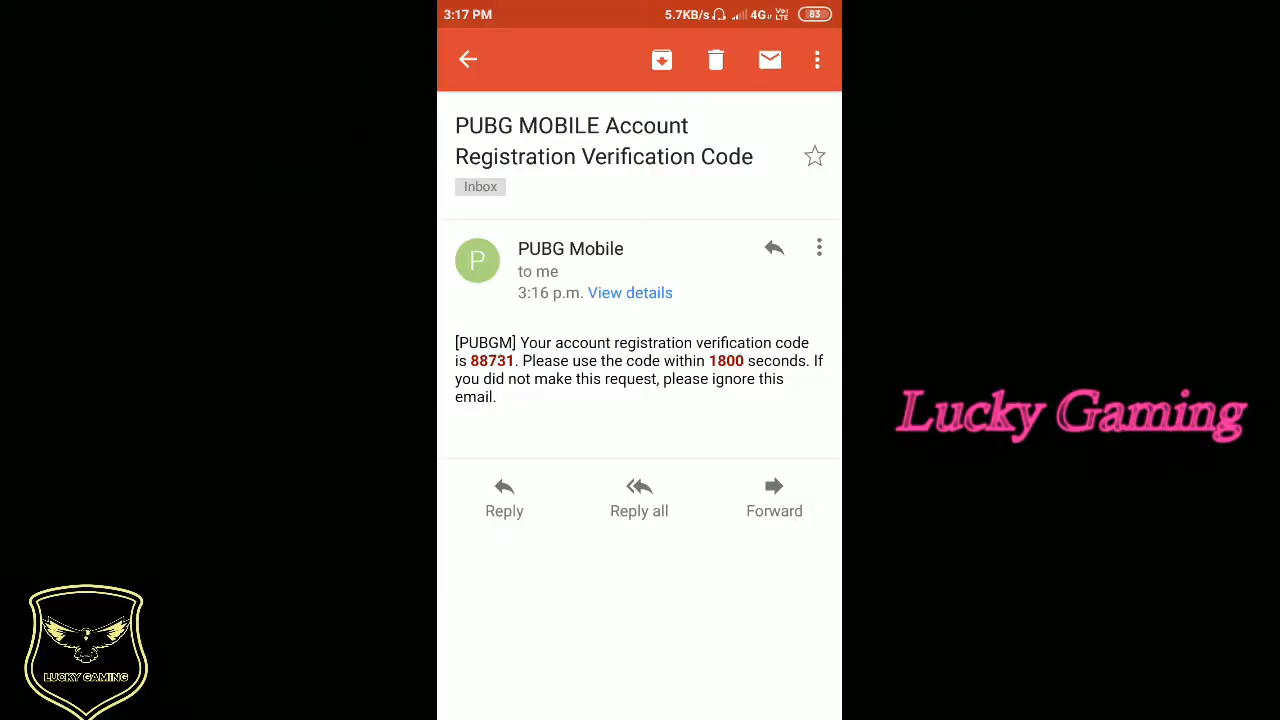 3:17 PM
5.7KB/s 4G Vo LTE 83
PUBG MOBILE Account
Registration Verification Code
Inbox
P
PUBG Mobile
to me
3:16 p.m. View details
[PUBGM] Your account registration verification code
is 88731. Please use the code within 1800 seconds. If
you did not make this request, please ignore this
email.
Lucky Gaming
Reply Reply all Forward
LUCKY GAMING